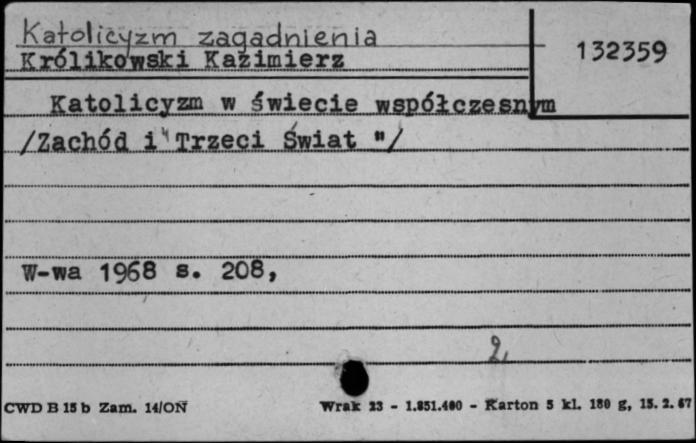 Katolicyzm zagadnienia
132359
Królikowski Kazimierz
Katolicyzm w świecie współczesnym
/Zachód i "Trzeci Świat "/
W-wa 1968 s. 208,
2,
CWD B 15 b Zam. 14/ON Wrak 23 - 1.851.400 - Karton 5 kl. 180 g, 15. 2. 67